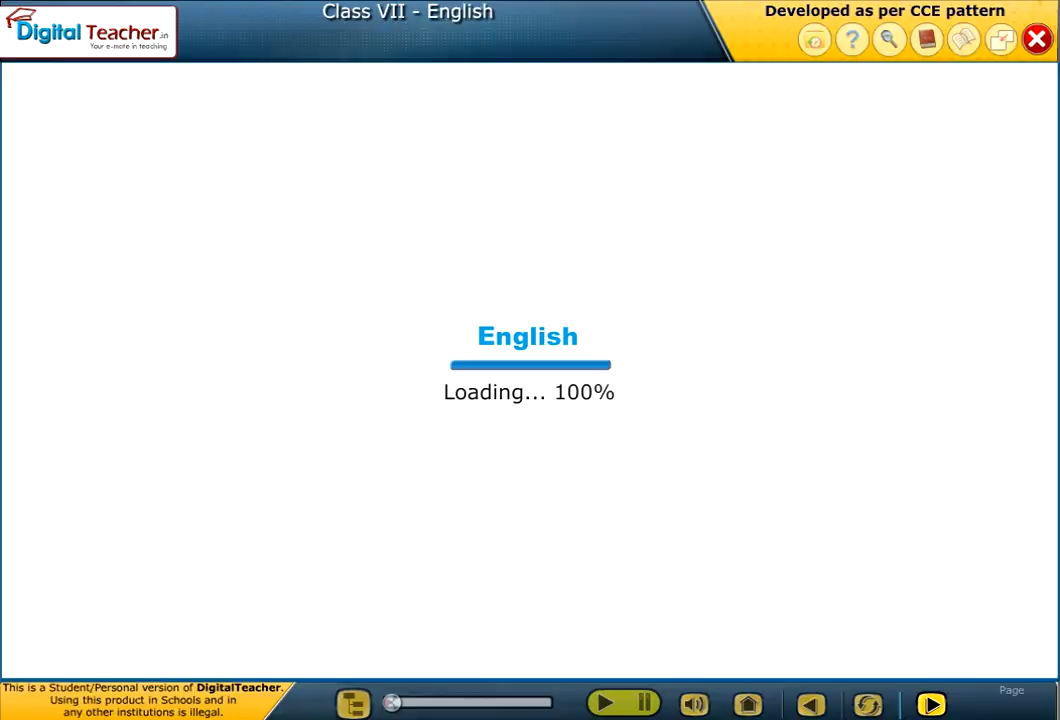 Class VII - English
Developed as per CCE pattern
Digital Teacher.in
Your e-mate in teaching
?
English
Loading... 100%
This is a Student/Personal version of DigitalTeacher.
Using this product in Schools and in
any other institutions is illegal.
Page